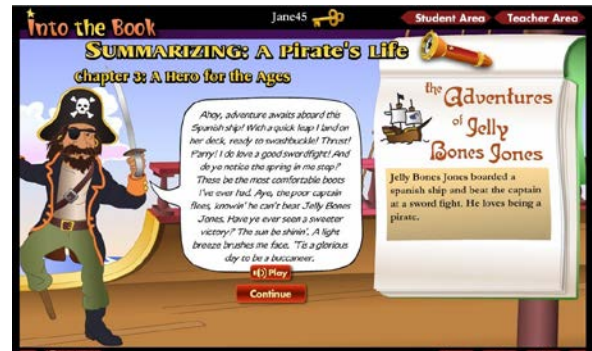 Into the Book
Jane45
Student Area
Teacher Area
Summarizing: A Pirate's Life
Chapter 3: A Hero for the Ages
Ahoy, adventure awaits aboard this
Spanish ship! With a quick leap I land on
her deck, ready to swashbuckle! Thrust!
Parry! I do love a good swordfight! And
do ye notice the spring in me step?
These be the most comfortable boots
I've ever had. Aye, the poor captain
flees, knowin' he can't beat Jelly Bones
Jones. Have ye ever seen a sweeter
victory? The sun be shinin'. A light
breeze brushes me face. 'Tis a glorious
day to be a buccaneer.
Play
Continue
the Adventures
of Jelly
Bones Jones
Jelly Bones Jones boarded a
spanish ship and beat the captain
at a sword fight. He loves being a
pirate.